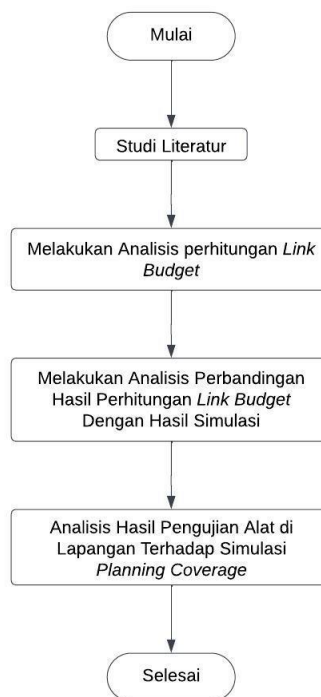 Mulai
Studi Literatur
Melakukan Analisis perhitungan Link
Budget
Melakukan Analisis Perbandingan
Hasil Perhitungan Link Budget
Dengan Hasil Simulasi
Analisis Hasil Pengujian Alat di
Lapangan Terhadap Simulasi
Planning Coverage
Selesai